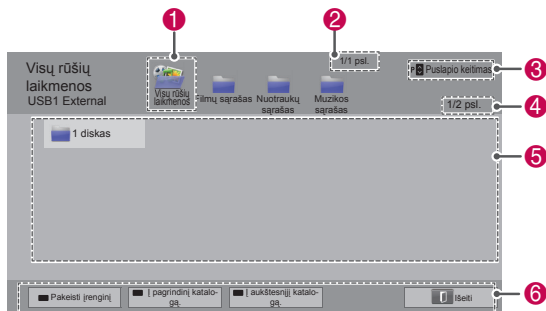 1
2
1/1 psl.
Visų rūšių
laikmenos
USB1 External
Visų rūšių
laikmenos
Filmų sąrašas
Nuotraukų
sąrašas
Muzikos
sąrašas
P Puslapio keitimas
3
1/2 psl.
4
1 diskas
5
Pakeisti įrenginį
Į pagrindinį katalo-
gą.
Į aukštesnįjį katalo-
gą.
Išeiti
6